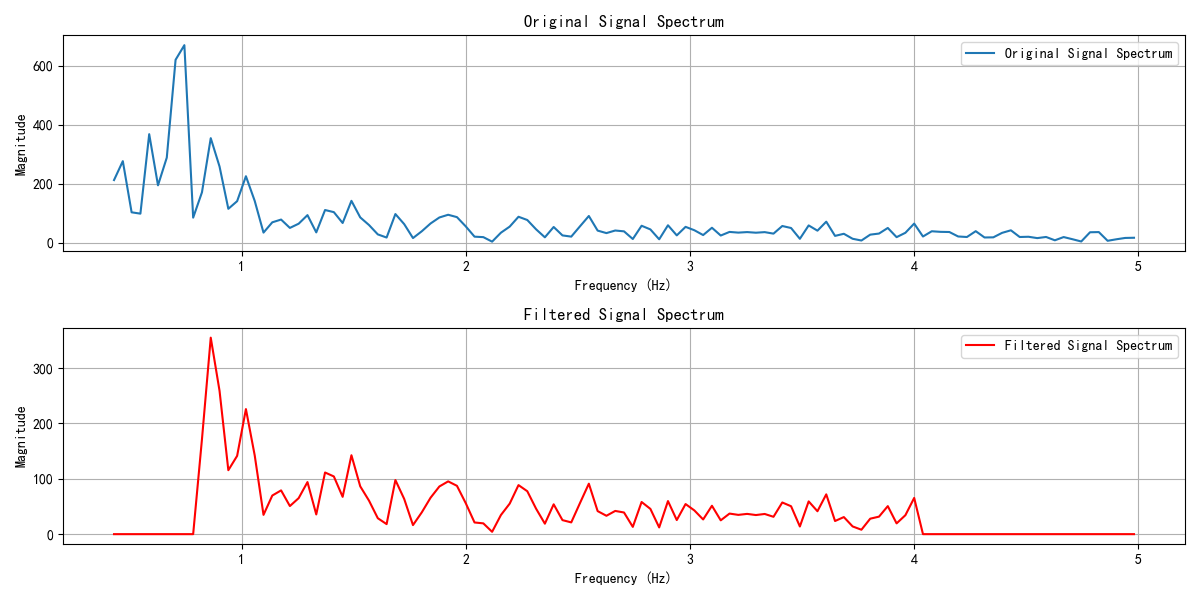 Original Signal Spectrum
Original Signal Spectrum
Magnitude
600
400
200
0
1
2
3
4
5
Frequency (Hz)
Filtered Signal Spectrum
Filtered Signal Spectrum
Magnitude
300
200
100
0
1
2
3
4
5
Frequency (Hz)